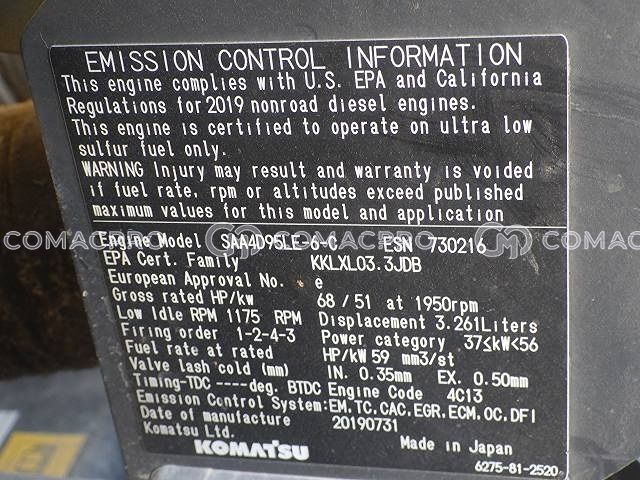 EMISSION CONTROL INFORMATION
This engine complies with U.S. EPA and California
Regulations for 2019 nonroad diesel engines.
This engine is certified to operate on ultra low
sulfur fuel only.
WARNING Injury may result and warranty is voided
if fuel rate, rpm or altitudes exceed published
maximum values for this model and application
COMACPRO COMACPRO COMACPRO
Engine Model SAA4D95LE-6-C ESN 730216
EPA Cert. Family KKLXL03.3JDB
European Approval No. e
Gross rated HP/kw 68/51 at 1950rpm
Low Idle RPM 1175 RPM Displacement 3.261Liters
Firing order 1-2-4-3 Power category 37≤kW<56
Fuel rate at rated HP/kW 59 mm3/st
Valve lash cold (mm) IN. 0.35mm EX. 0.50mm
Timing-TDC ----deg. BTDC Engine Code 4C13
Emission Control System:EM,TC,CAC,EGR,ECM,OC,DFI
Date of manufacture 20190731
Komatsu Ltd. Made in Japan
KOMATSU 6275-81-2520